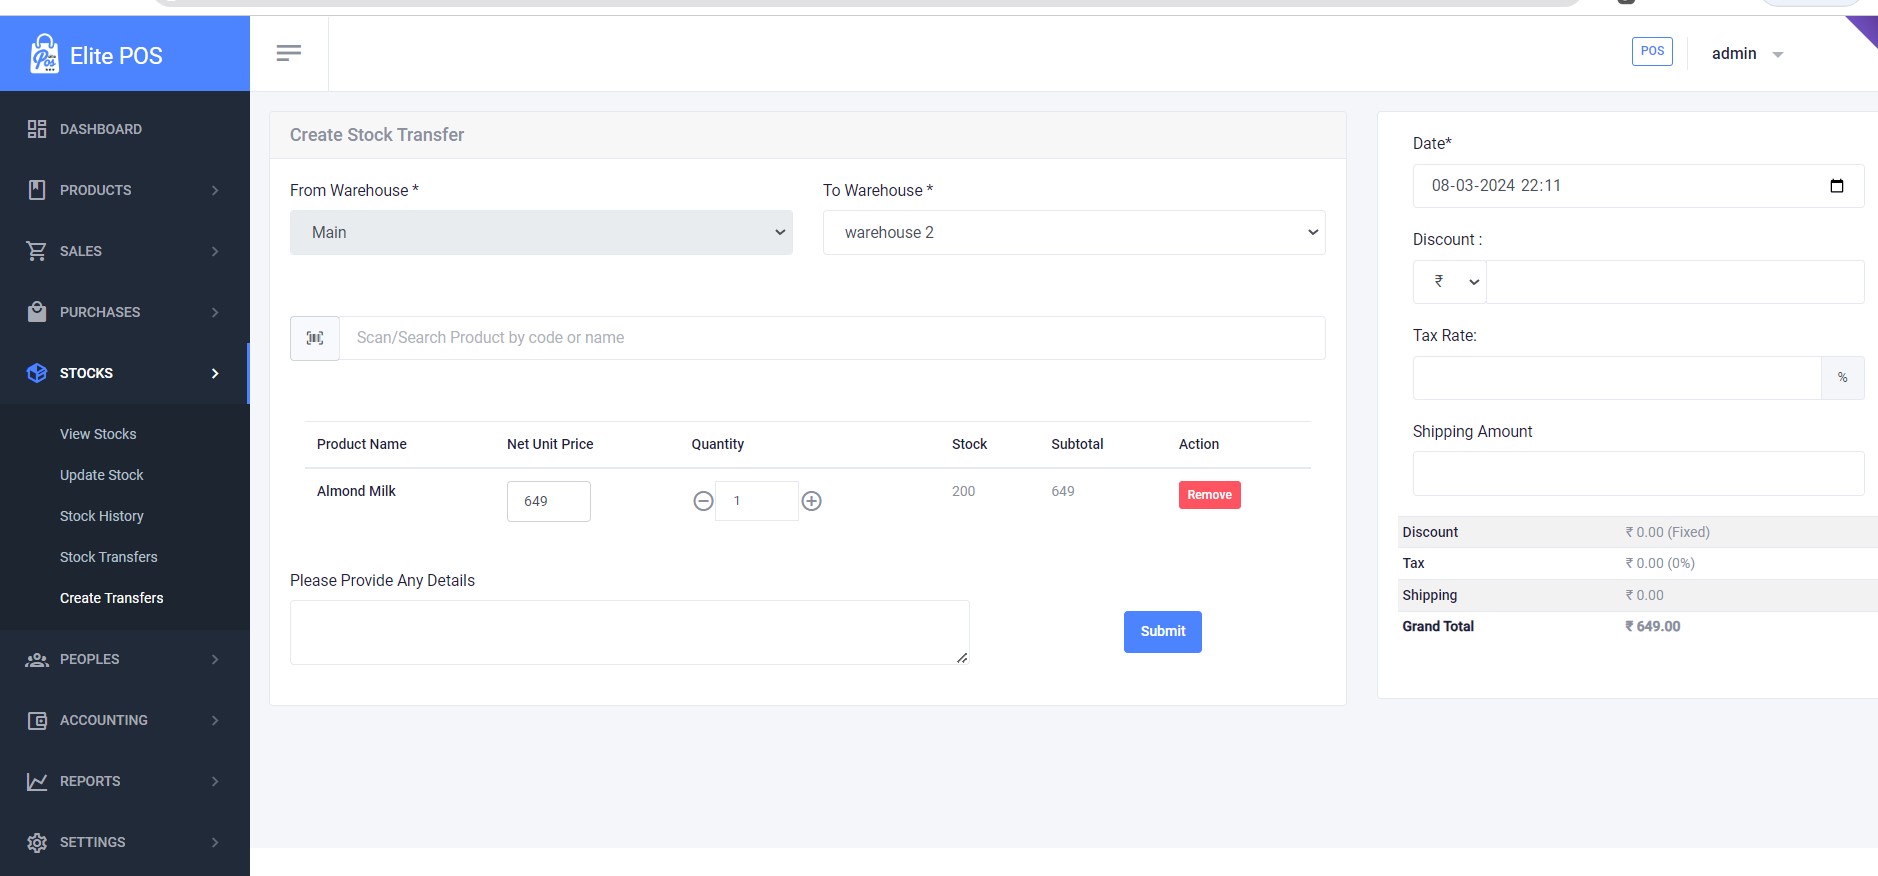 Elite POS
POS
admin
DASHBOARD
PRODUCTS
SALES
PURCHASES
STOCKS
View Stocks
Update Stock
Stock History
Stock Transfers
Create Transfers
PEOPLES
ACCOUNTING
REPORTS
SETTINGS
Create Stock Transfer
From Warehouse * To Warehouse *
Main warehouse 2
Scan/Search Product by code or name
Product Name Net Unit Price Quantity Stock Subtotal Action
Almond Milk 649 1 200 649 Remove
Please Provide Any Details
Submit
Date*
08-03-2024 22:11
Discount :
₹
Tax Rate:
%
Shipping Amount
Discount ₹ 0.00 (Fixed)
Tax ₹ 0.00 (0%)
Shipping ₹ 0.00
Grand Total ₹ 649.00